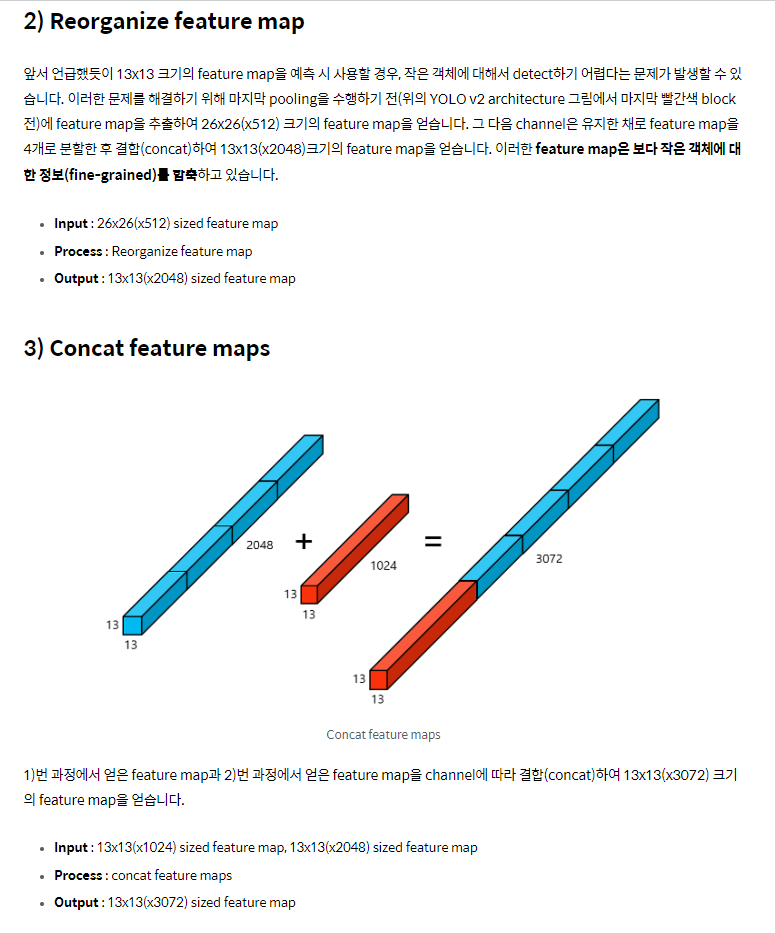 2) Reorganize feature map
앞서 언급했듯이 13x13 크기의 feature map을 예측 시 사용할 경우, 작은 객체에 대해서 detect하기 어렵다는 문제가 발생할 수 있
습니다. 이러한 문제를 해결하기 위해 마지막 pooling을 수행하기 전(위의 YOLO v2 architecture 그림에서 마지막 빨간색 block
전)에 feature map을 추출하여 26x26(x512) 크기의 feature map을 얻습니다. 그 다음 channel은 유지한 채로 feature map을
4개로 분할한 후 결합(concat)하여 13x13(x2048)크기의 feature map을 얻습니다. 이러한 feature map은 보다 작은 객체에 대
한 정보(fine-grained)를 함축하고 있습니다.
• Input : 26x26(x512) sized feature map
• Process : Reorganize feature map
• Output : 13x13(x2048) sized feature map
3) Concat feature maps
2048
13
13
+
1024
13
13
=
3072
13
13
Concat feature maps
1)번 과정에서 얻은 feature map과 2)번 과정에서 얻은 feature map을 channel에 따라 결합(concat)하여 13x13(x3072) 크기
의 feature map을 얻습니다.
• Input : 13x13(x1024) sized feature map, 13x13(x2048) sized feature map
• Process : concat feature maps
• Output : 13x13(x3072) sized feature map